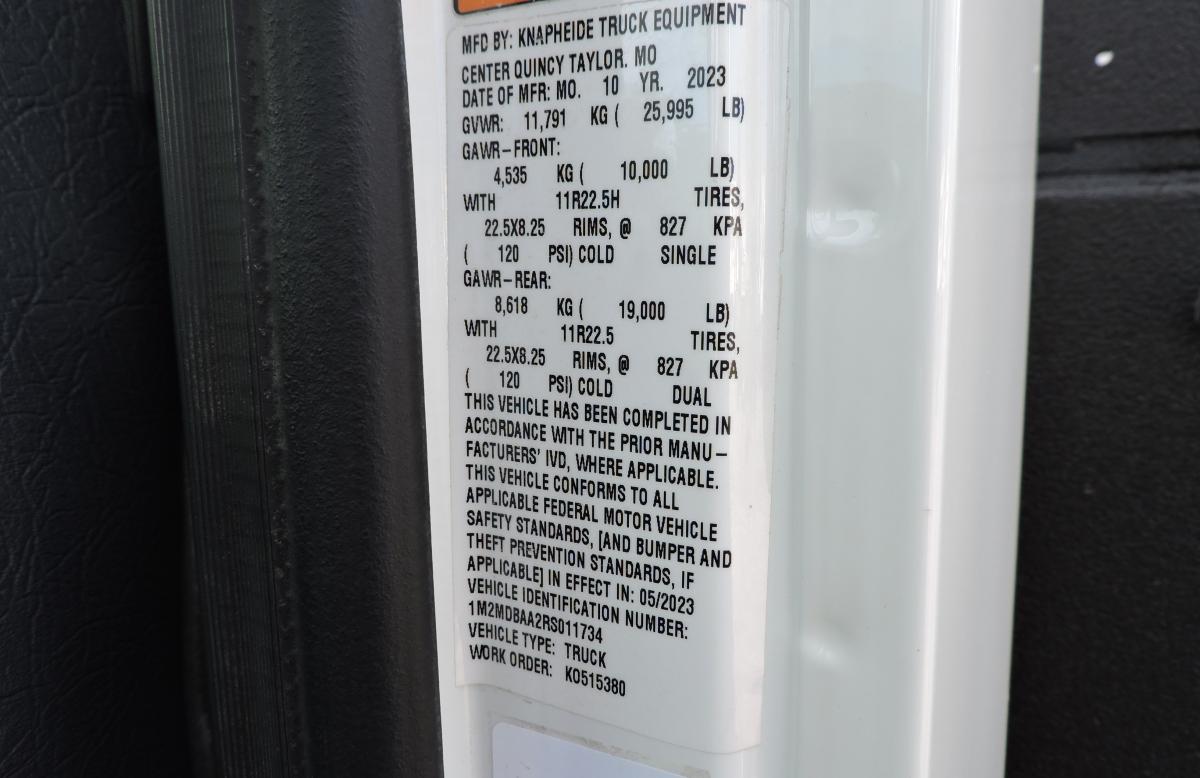 MFD BY: KNAPHEIDE TRUCK EQUIPMENT
CENTER QUINCY TAYLOR. MO
DATE OF MFR: MO. 10 YR. 2023
GVWR: 11,791 KG ( 25,995 LB)
GAWR-FRONT:
4,535 KG ( 10,000 LB)
WITH 11R22.5H TIRES,
22.5X8.25 RIMS, @ 827 KPA
( 120 PSI) COLD SINGLE
GAWR-REAR:
8,618 KG ( 19,000 LB)
WITH 11R22.5 TIRES,
22.5X8.25 RIMS, @ 827 KPA
( 120 PSI) COLD DUAL
THIS VEHICLE HAS BEEN COMPLETED IN
ACCORDANCE WITH THE PRIOR MANU-
FACTURERS' IVD, WHERE APPLICABLE.
THIS VEHICLE CONFORMS TO ALL
APPLICABLE FEDERAL MOTOR VEHICLE
SAFETY STANDARDS, [AND BUMPER AND
THEFT PREVENTION STANDARDS, IF
APPLICABLE] IN EFFECT IN: 05/2023
VEHICLE IDENTIFICATION NUMBER:
1M2MDBAA2RS011734
VEHICLE TYPE: TRUCK
WORK ORDER: KO515380